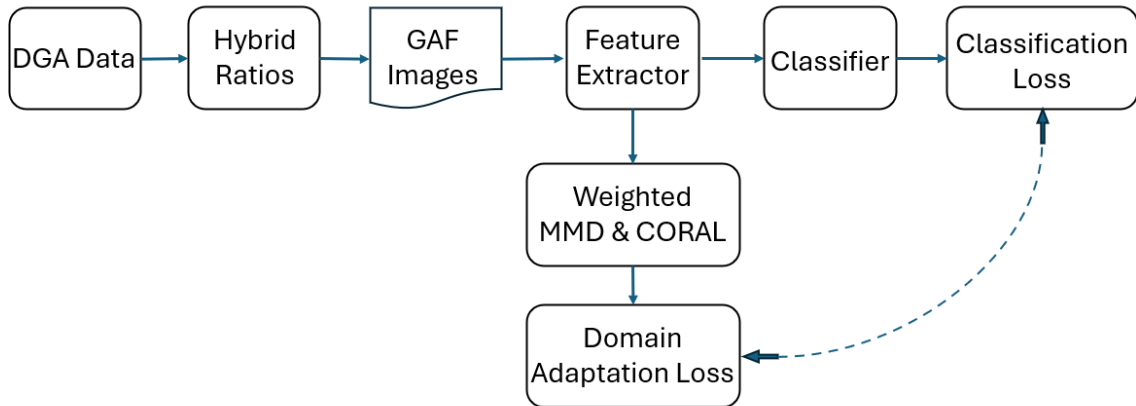 DGA Data
Hybrid
Ratios
GAF
Images
Feature
Extractor
Classifier
Classification
Loss
Weighted
MMD & CORAL
Domain
Adaptation Loss